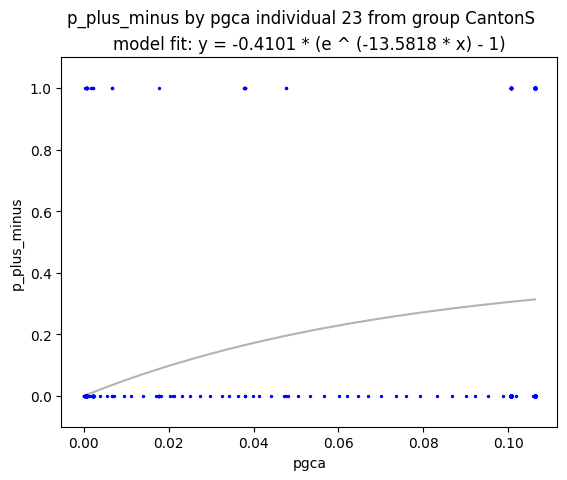 p_plus_minus by pgca individual 23 from group CantonS
model fit: y = -0.4101 * (e ^ (-13.5818 * x) - 1)
1.0
0.8
0.6
0.4
0.2
0.0
p_plus_minus
0.00 0.02 0.04 0.06 0.08 0.10
pgca